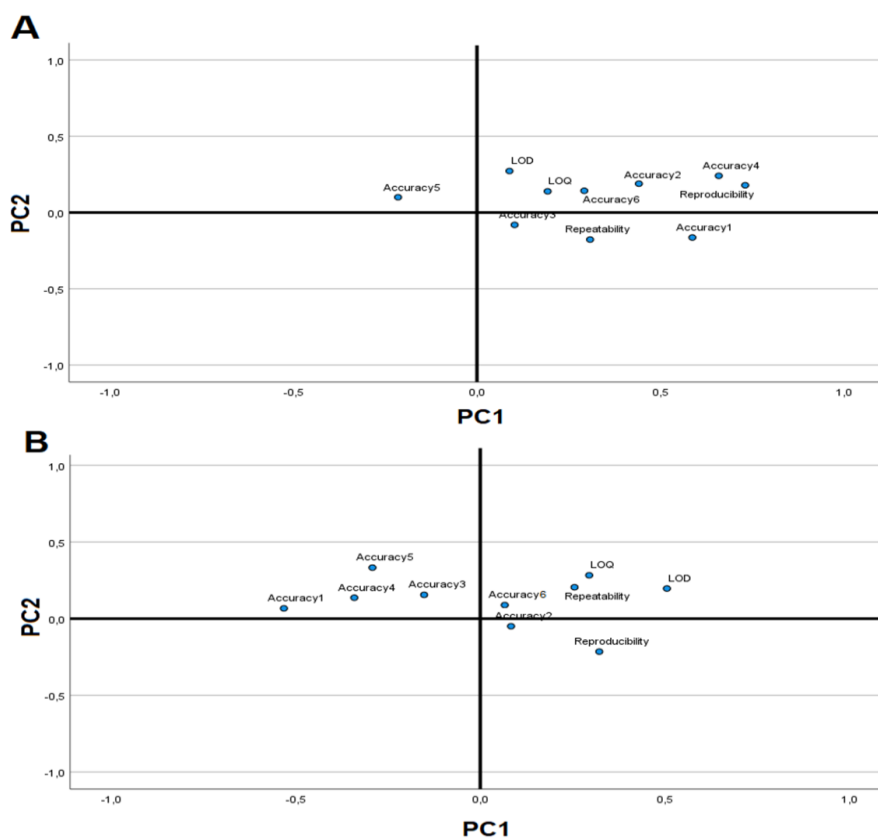 A
1,0
0,5
0,0
-0,5
-1,0
PC2
LOD
Accuracy4
Accuracy2
LOQ
Accuracy5
Reproducibility
Accuracy6
Accuracy3
Repeatability
Accuracy1
-1,0 -0,5 0,0 0,5 1,0
PC1
B
1,0
0,5
0,0
-0,5
-1,0
PC2
Accuracy5
LOQ
Accuracy4
Accuracy3
LOD
Accuracy1
Accuracy6
Repeatability
Accuracy2
Reproducibility
-1,0 -0,5 0,0 0,5 1,0
PC1